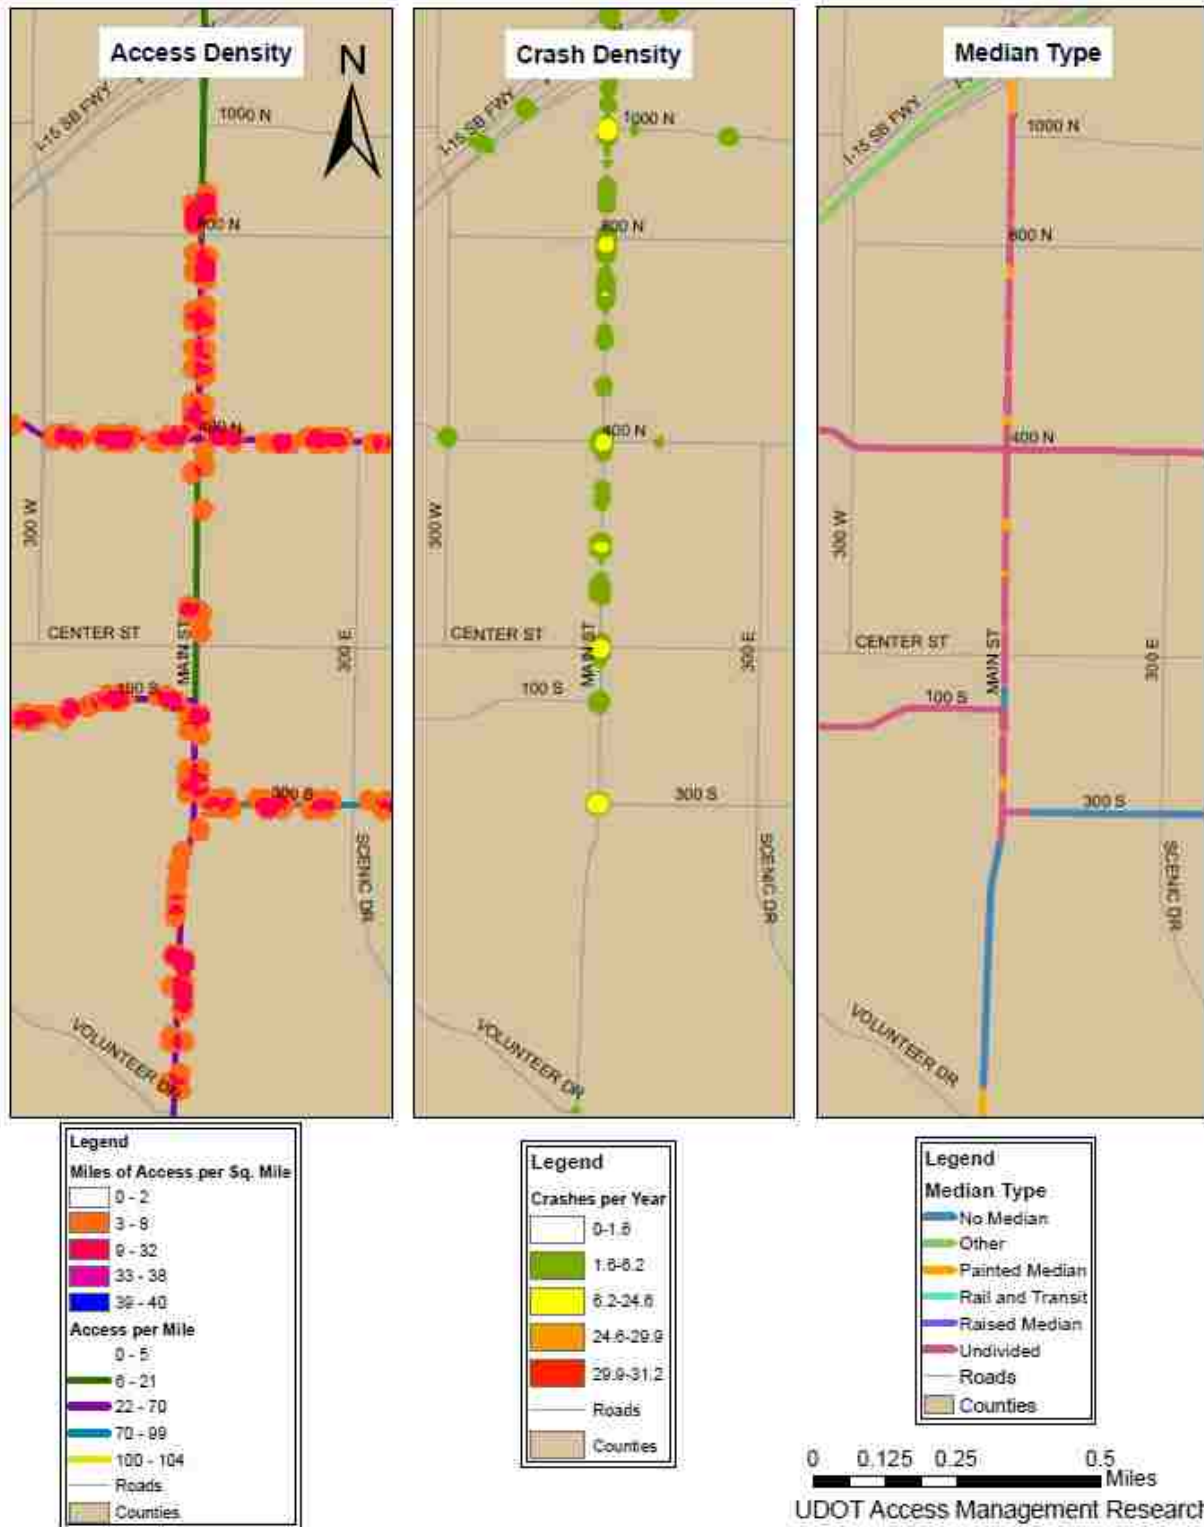 Access Density
N
I-15 SB FWY
1000 N
400 N
300 W
CENTER ST
MAIN ST
300 E
100 S
300 S
SCENIC DR
VOLUNTEER DR
Legend
Miles of Access per Sq. Mile
0 - 2
3 - 8
9 - 32
33 - 38
39 - 40
Access per Mile
0 - 5
6 - 21
22 - 70
70 - 99
100 - 104
Roads
Counties
Crash Density
I-15 SB FWY
1000 N
800 N
400 N
300 W
CENTER ST
MAIN ST
300 E
100 S
300 S
SCENIC DR
VOLUNTEER DR
Legend
Crashes per Year
0-1.6
1.6-6.2
6.2-24.6
24.6-29.9
29.9-31.2
Roads
Counties
Median Type
I-15 SB FWY
1000 N
800 N
400 N
300 W
CENTER ST
MAIN ST
300 E
100 S
300 S
SCENIC DR
VOLUNTEER DR
Legend
Median Type
No Median
Other
Painted Median
Rail and Transit
Raised Median
Undivided
Roads
Counties
0 0.125 0.25 0.5
Miles
UDOT Access Management Research